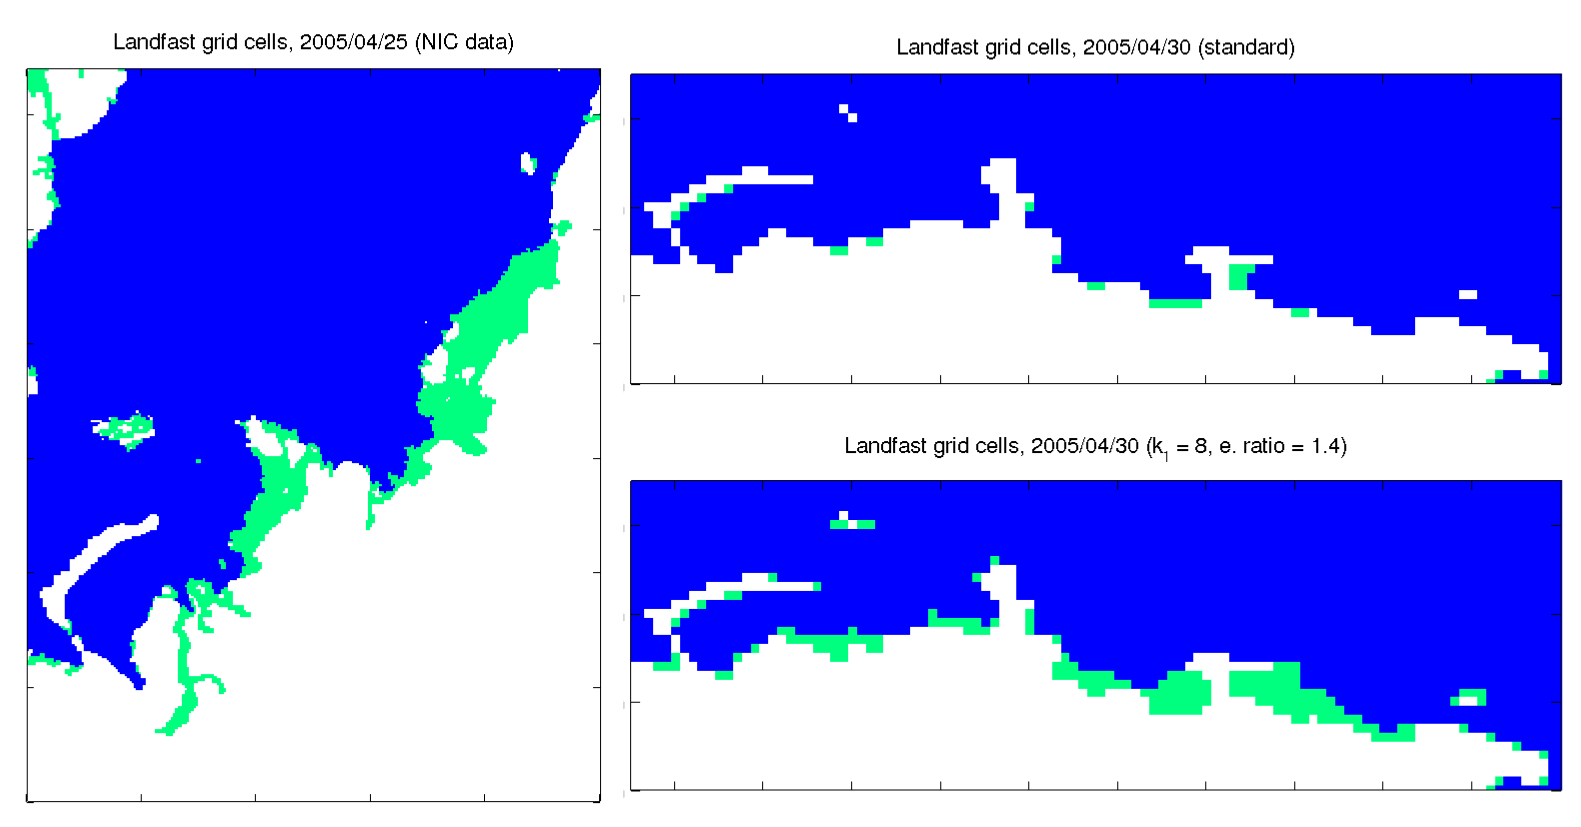 Landfast grid cells, 2005/04/25 (NIC data)
Landfast grid cells, 2005/04/30 (standard)
Landfast grid cells, 2005/04/30 (k1 = 8, e. ratio = 1.4)